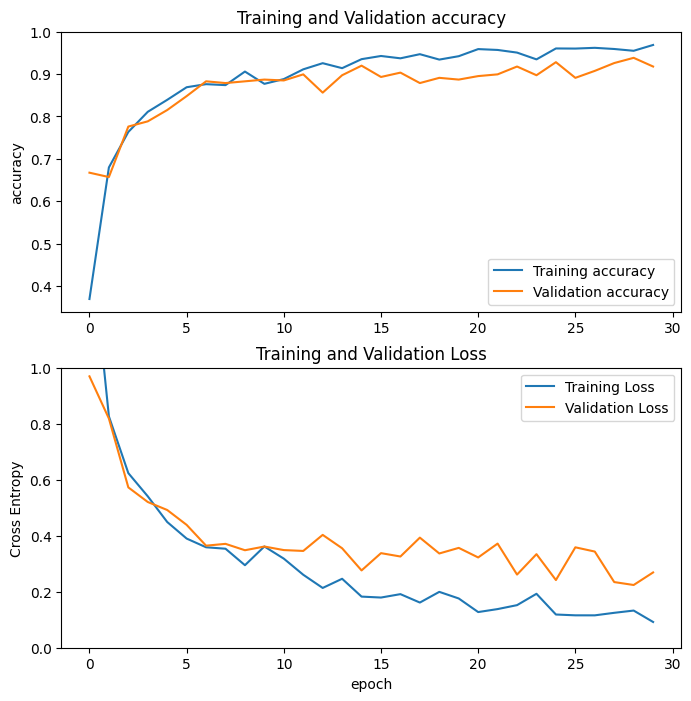 Training and Validation accuracy
1.0
0.9
0.8
0.7
0.6
0.5
0.4
accuracy
Training accuracy
Validation accuracy
0 5 10 15 20 25 30
Training and Validation Loss
1.0
0.8
0.6
0.4
0.2
0.0
Cross Entropy
Training Loss
Validation Loss
0 5 10 15 20 25 30
epoch